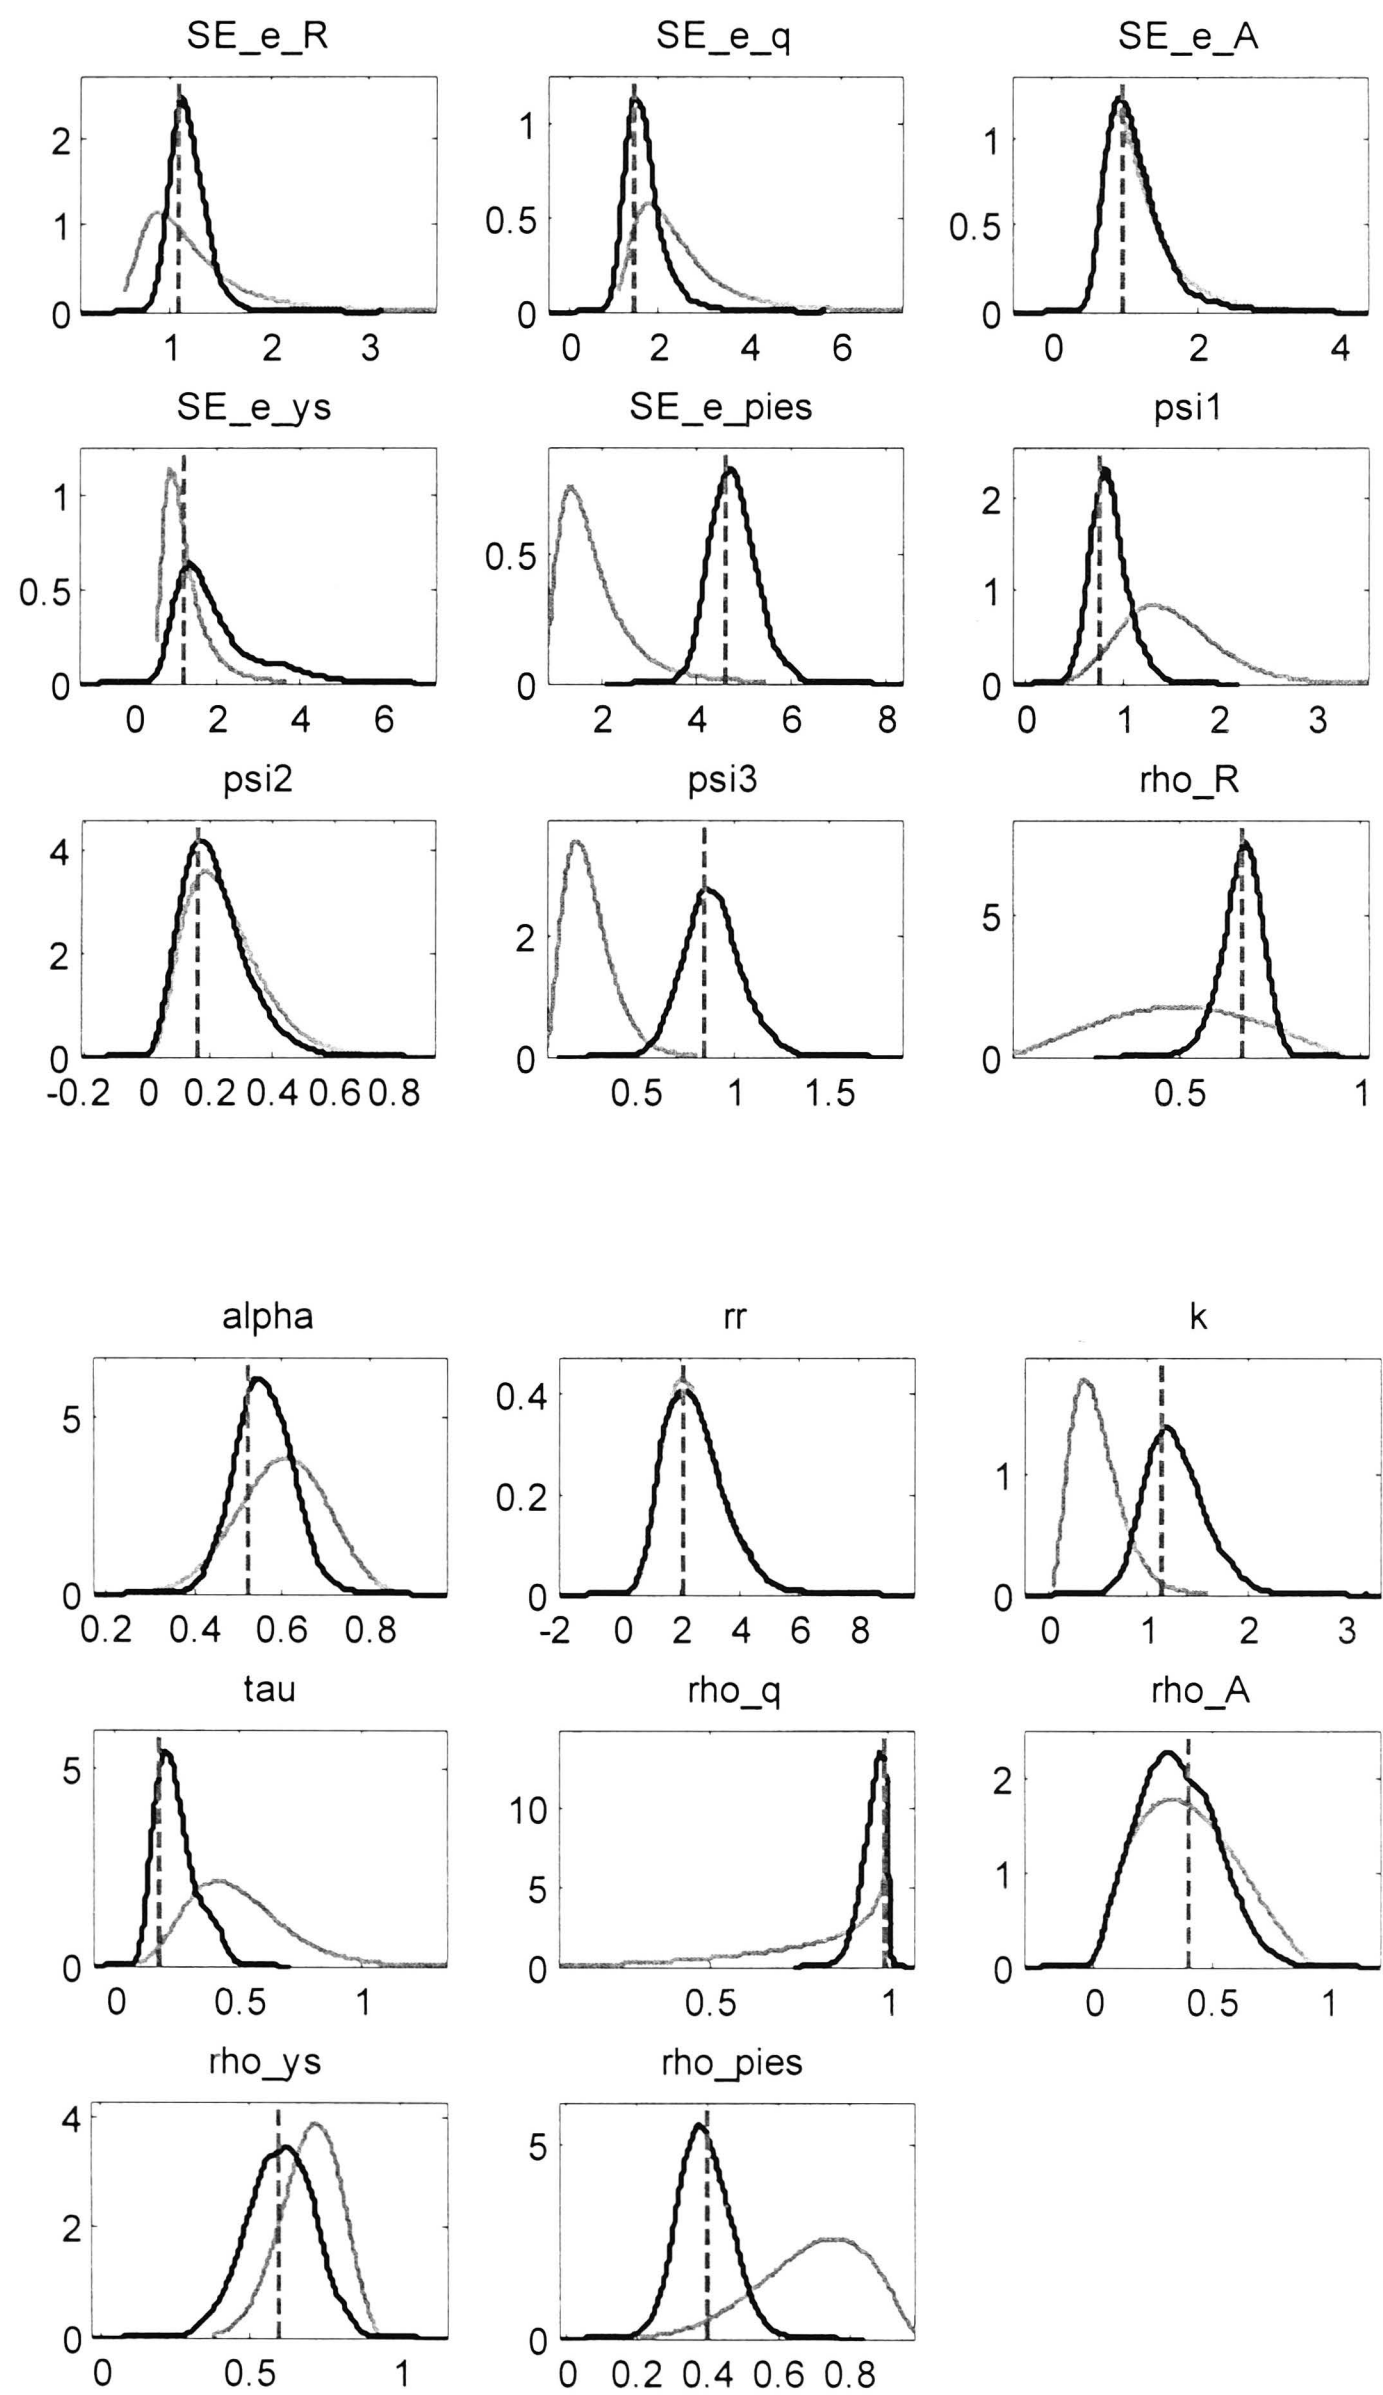 SE_e_R SE_e_q SE_e_A
2 1 0
1 2 3
1 0.5 0
0 2 4 6
1 0.5 0
0 2 4
SE_e_ys SE_e_pies psi1
1 0.5 0
0 2 4 6
0.5 0
2 4 6 8
2 1 0
0 1 2 3
psi2 psi3 rho_R
4 2 0
-0.2 0 0.2 0.4 0.6 0.8
2 0
0.5 1 1.5
5 0
0.5 1
alpha rr k
5 0
0.2 0.4 0.6 0.8
0.4 0.2 0
-2 0 2 4 6 8
1 0
0 1 2 3
tau rho_q rho_A
5 0
0 0.5 1
10 5 0
0.5 1
2 1 0
0 0.5 1
rho_ys rho_pies
4 2 0
0 0.5 1
5 0
0 0.2 0.4 0.6 0.8